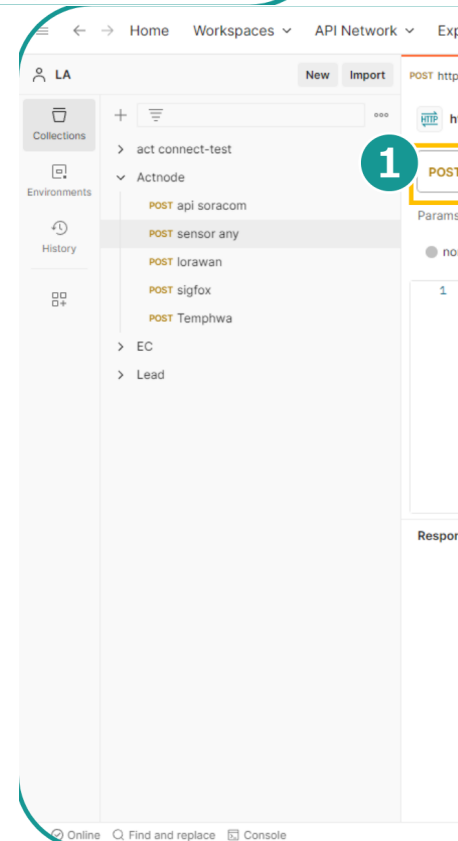 Home Workspaces API Network Exp
LA New Import POST http
Collections
act connect-test
Actnode
1
POST
Environments
POST api soracom
Params
POST sensor any
History
POST lorawan
POST sigfox
1
POST Temphwa
EC
Lead
Respon
Online Find and replace Console